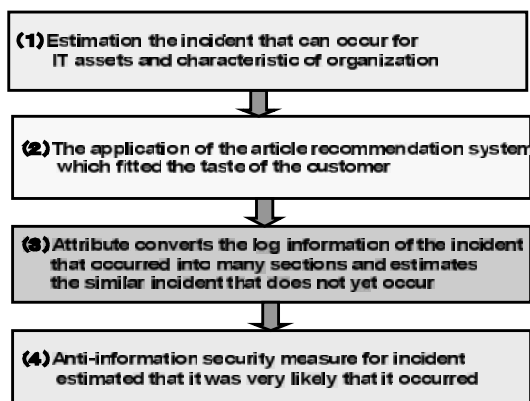 (1) Estimation the incident that can occur for
IT assets and characteristic of organization
(2) The application of the article recommendation system
which fitted the taste of the customer
(3) Attribute converts the log information of the incident
that occurred into many sections and estimates
the similar incident that does not yet occur
(4) Anti-information security measure for incident
estimated that it was very likely that it occurred